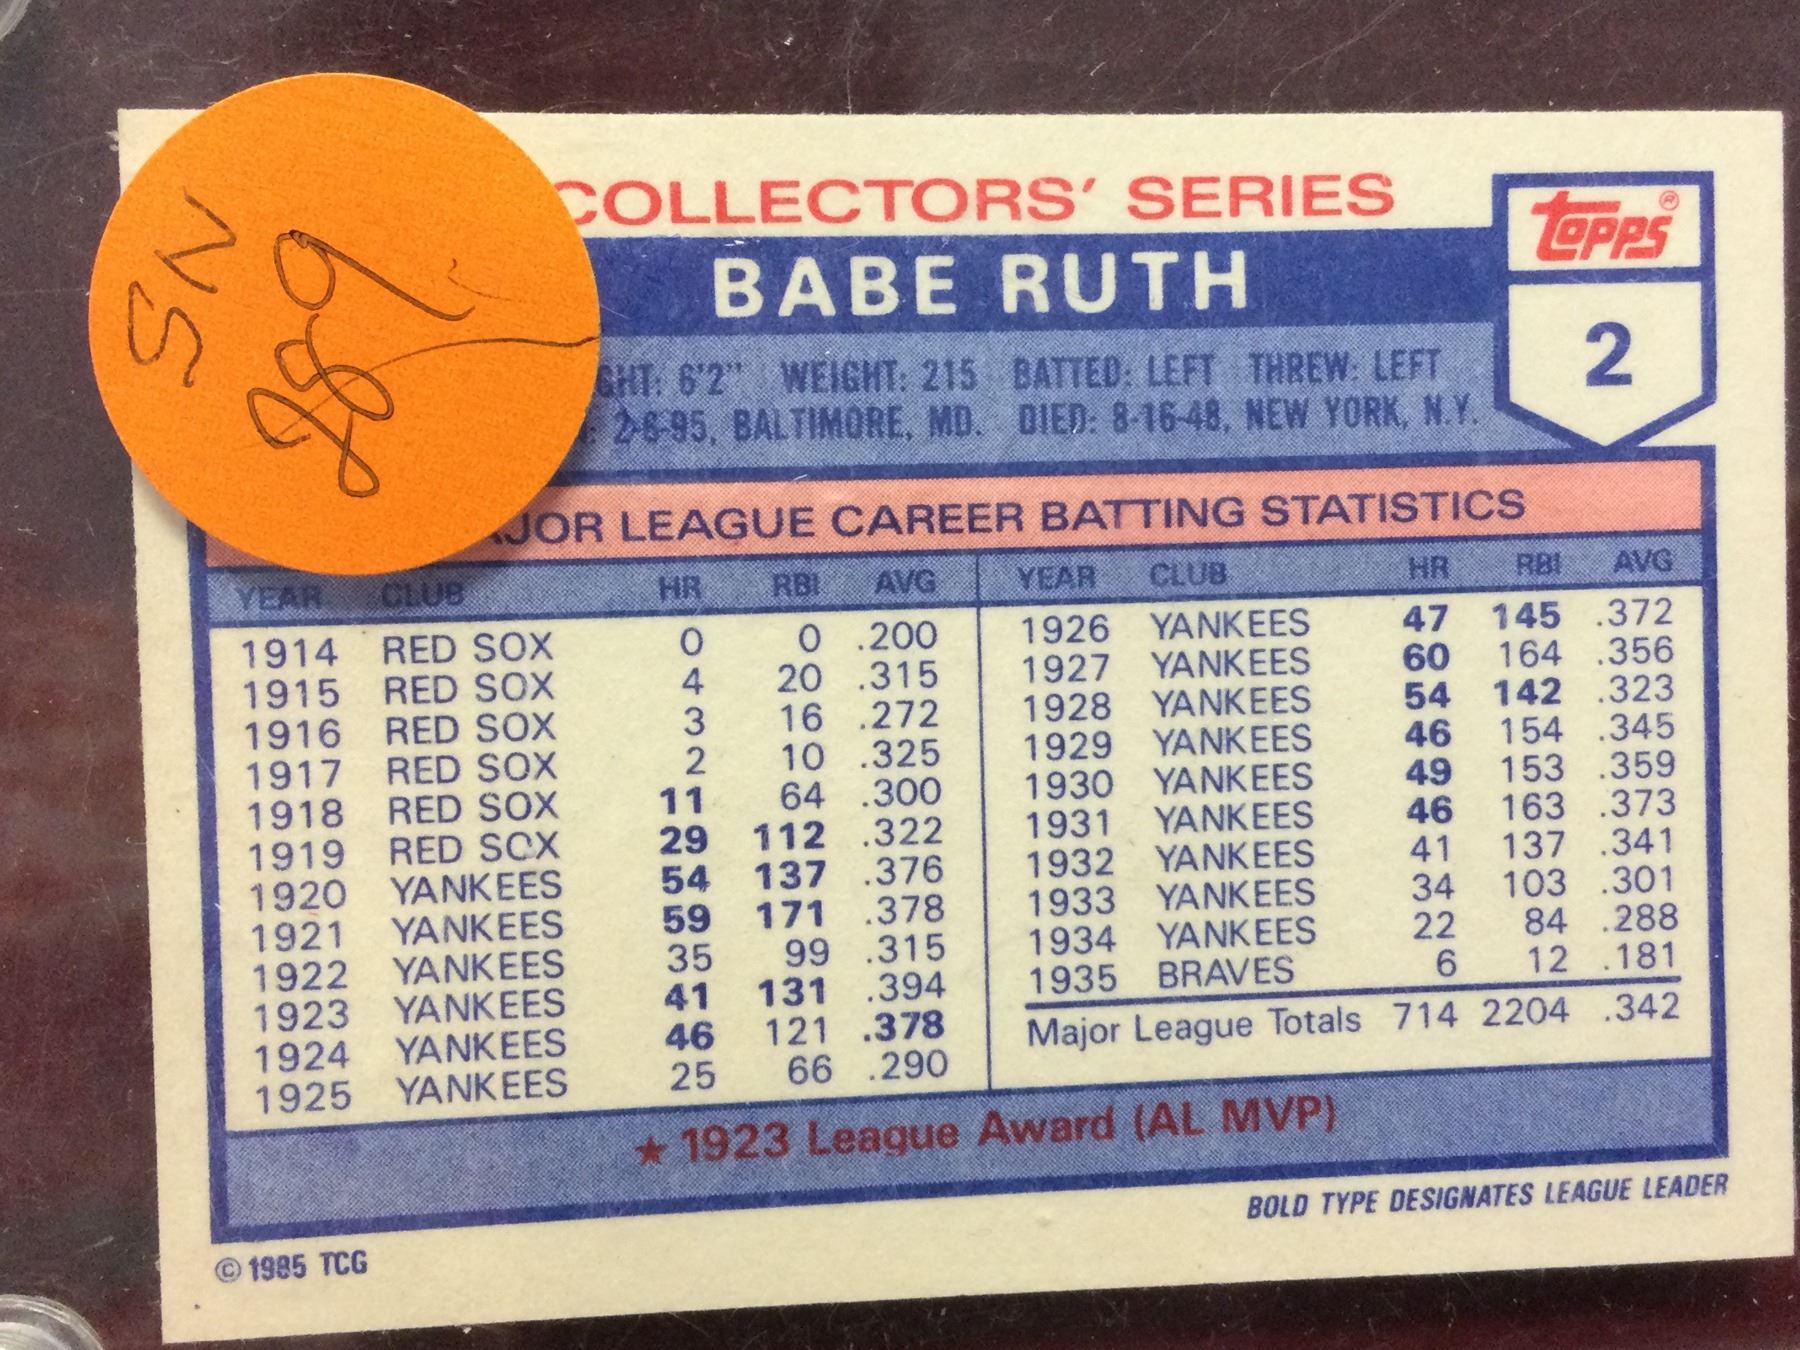 SN
289
COLLECTORS' SERIES
Topps®
BABE RUTH
2
GHT: 6'2" WEIGHT: 215 BATTED: LEFT THREW: LEFT
: 2-6-95, BALTIMORE, MD. DIED: 8-16-48, NEW YORK, N.Y.
AJOR LEAGUE CAREER BATTING STATISTICS
YEAR CLUB HR RBI AVG
1914 RED SOX 0 0 .200
1915 RED SOX 4 20 .315
1916 RED SOX 3 16 .272
1917 RED SOX 2 10 .325
1918 RED SOX 11 64 .300
1919 RED SOX 29 112 .322
1920 YANKEES 54 137 .376
1921 YANKEES 59 171 .378
1922 YANKEES 35 99 .315
1923 YANKEES 41 131 .394
1924 YANKEES 46 121 .378
1925 YANKEES 25 66 .290
YEAR CLUB HR RBI AVG
1926 YANKEES 47 145 .372
1927 YANKEES 60 164 .356
1928 YANKEES 54 142 .323
1929 YANKEES 46 154 .345
1930 YANKEES 49 153 .359
1931 YANKEES 46 163 .373
1932 YANKEES 41 137 .341
1933 YANKEES 34 103 .301
1934 YANKEES 22 84 .288
1935 BRAVES 6 12 .181
Major League Totals 714 2204 .342
★ 1923 League Award (AL MVP)
BOLD TYPE DESIGNATES LEAGUE LEADER
© 1985 TCG